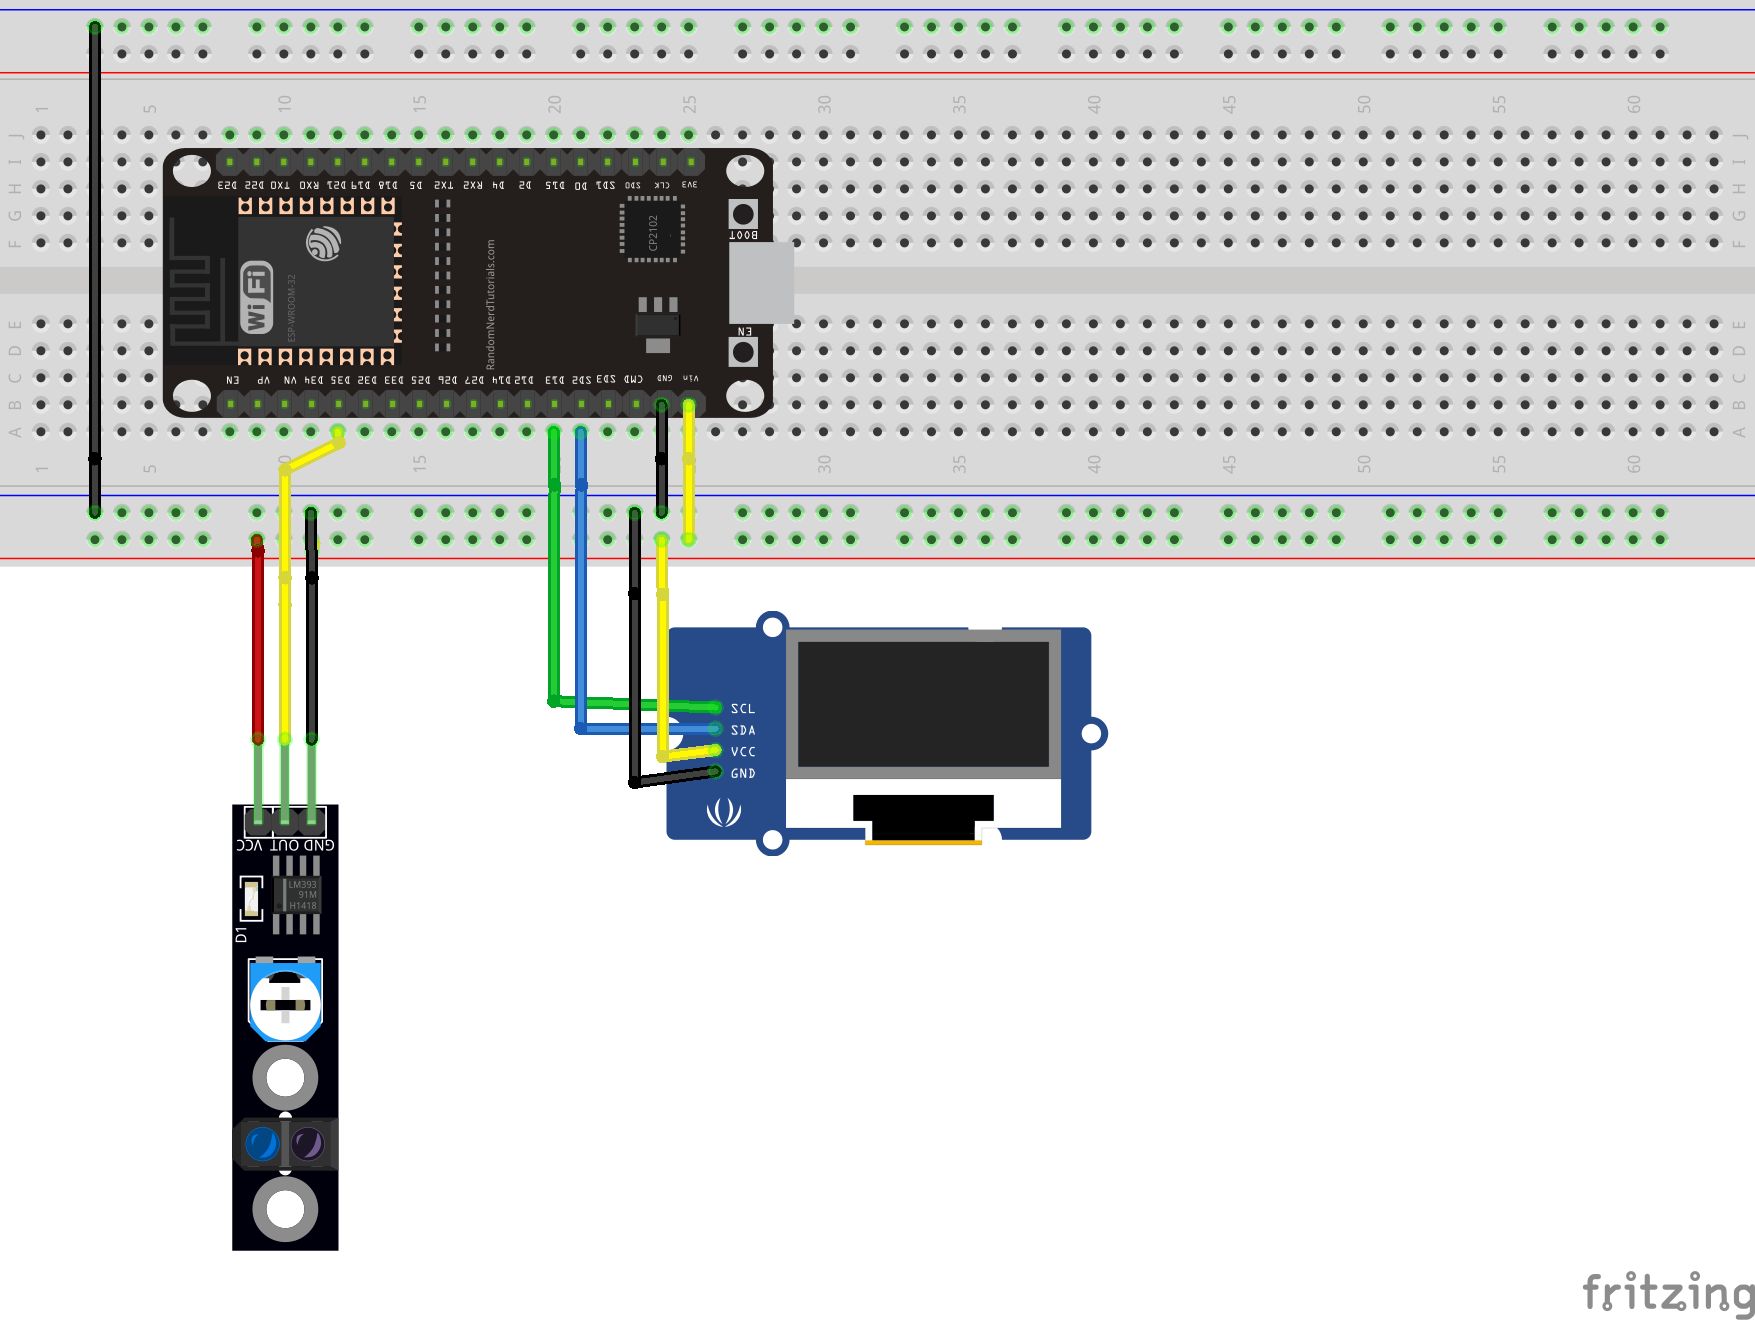 1 5 10 15 20 25 30 35 40 45 50 55 60
J J
I I
H H
G G
F F
D23 D22 TX0 RX0 D21 D19 D18 D5 TX2 RX2 D4 D2 D15 D0 SD1 SD0 CLK 3V3
CP2102
BOOT
WiFi
ESP-WROOM-32
RandomNerdTutorials.com
E E
D D
C C
B B
A A
EN
EN VP VN D34 D35 D32 D33 D25 D26 D27 D14 D12 D13 SD2 SD3 CMD GND Vin
1 5 10 15 20 25 30 35 40 45 50 55 60
SCL
SDA
VCC
GND
VCC OUT GND
LM393
91M
H1418
D1
fritzing